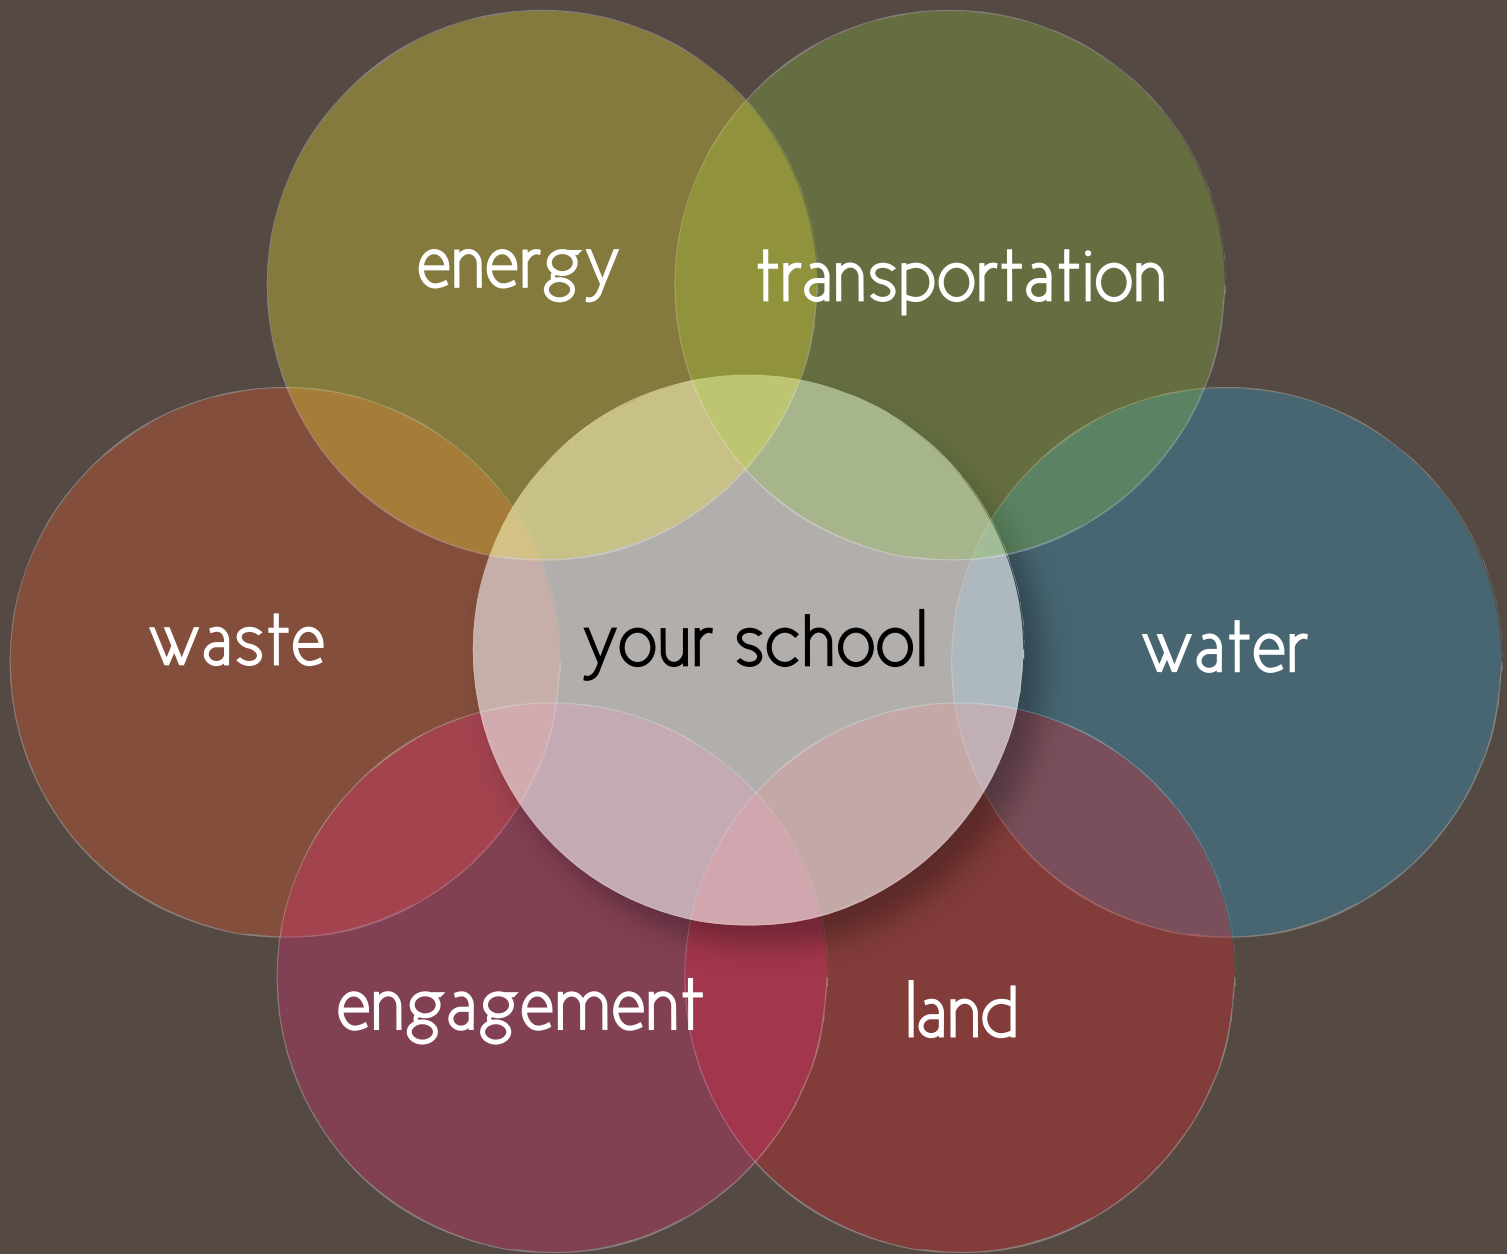 energy
transportation
waste
your school
water
engagement
land